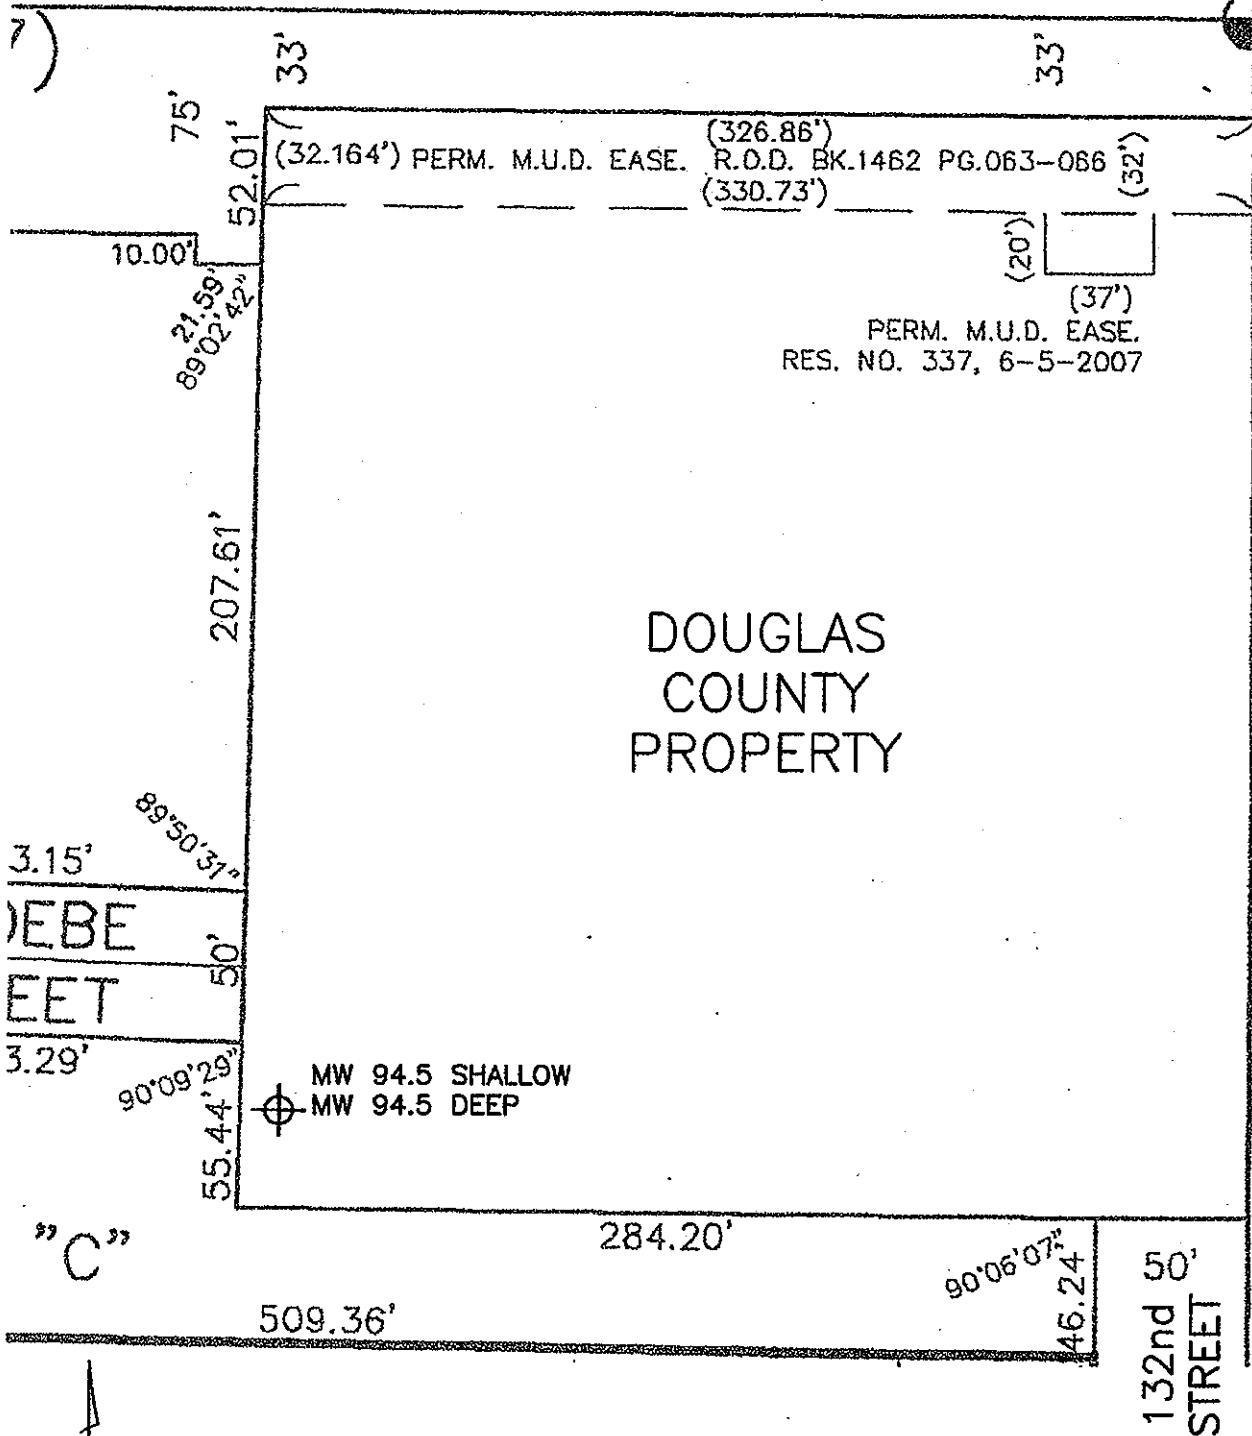 33'
33'
75'
52.01'
(326.86')
(32.164') PERM. M.U.D. EASE. R.O.D. BK.1462 PG.063-066
(32')
(330.73')
10.00'
(20')
21.59'
89°02'42"
(37')
PERM. M.U.D. EASE.
RES. NO. 337, 6-5-2007
207.61'
DOUGLAS
COUNTY
PROPERTY
89°50'31"
3.15'
EBE
50'
EET
3.29'
90°09'29"
MW 94.5 SHALLOW
MW 94.5 DEEP
55.44'
"C"
284.20'
90°06'07"
46.24'
50'
132nd
STREET
509.36'